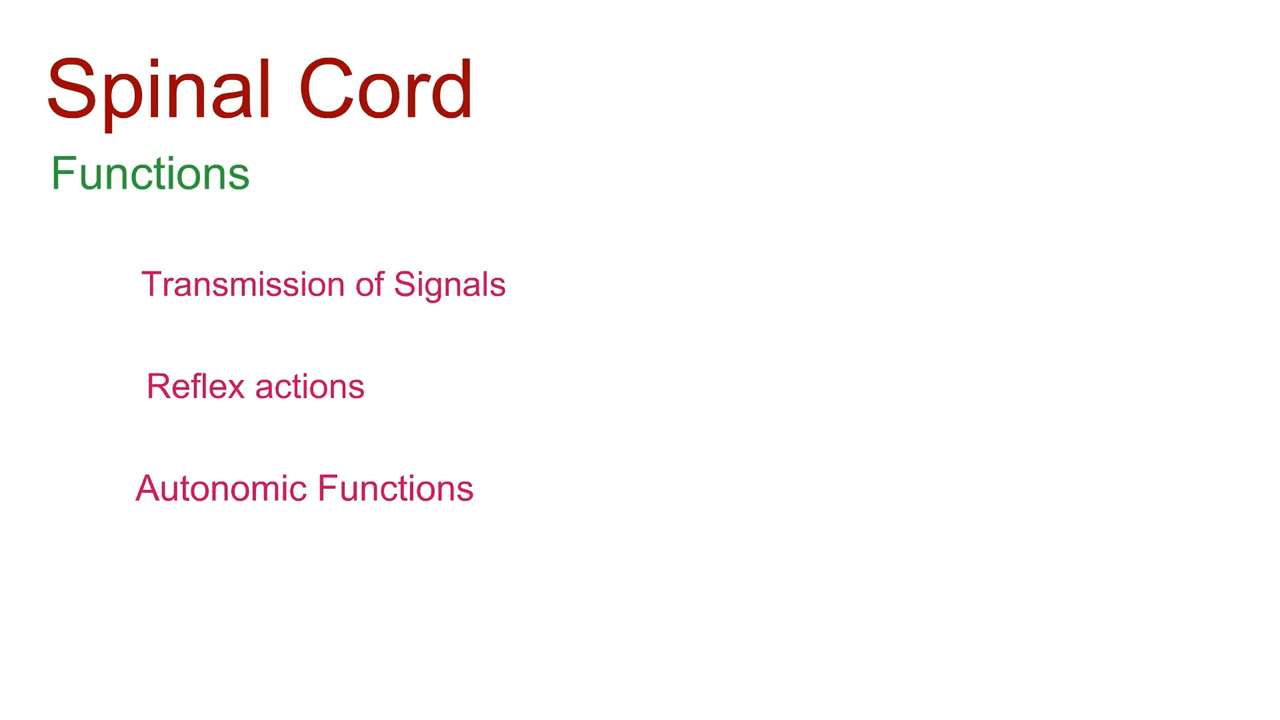 Spinal Cord
Functions
Transmission of Signals
Reflex actions
Autonomic Functions